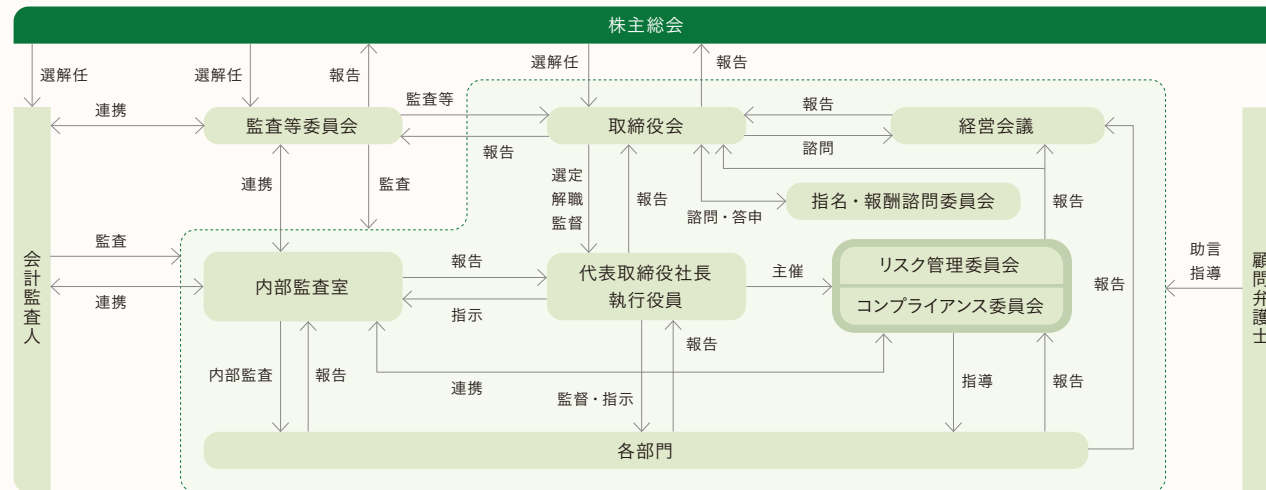 株主総会
選解任
選解任
報告
選解任
報告
連携
監査等委員会
監査等
報告
取締役会
報告
諮問
経営会議
連携
監査
選定
解職
監督
報告
諮問・答申
指名・報酬諮問委員会
報告
会計監査人
監査
連携
内部監査室
報告
指示
代表取締役社長
執行役員
主催
リスク管理委員会
コンプライアンス委員会
報告
助言
指導
顧問弁護士
内部監査
報告
連携
監督・指示
報告
指導
報告
各部門